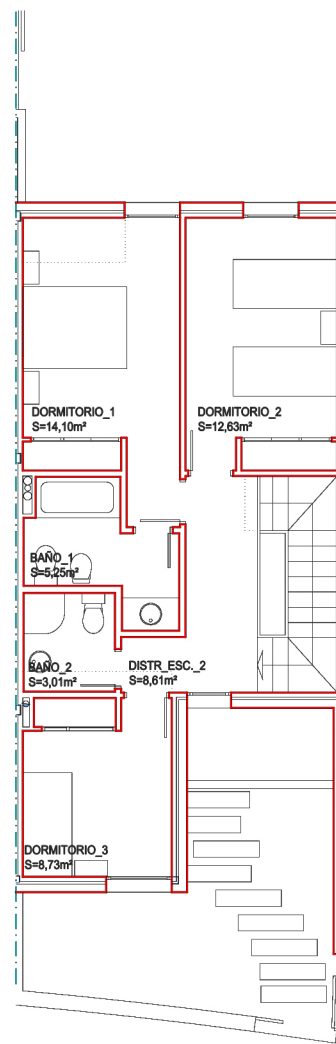 DORMITORIO_1
S=14,10m²
DORMITORIO_2
S=12,63m²
BAÑO_1
S=5,25m²
BAÑO_2
S=3,01m²
DISTR_ESC._2
S=8,61m²
DORMITORIO_3
S=8,73m²